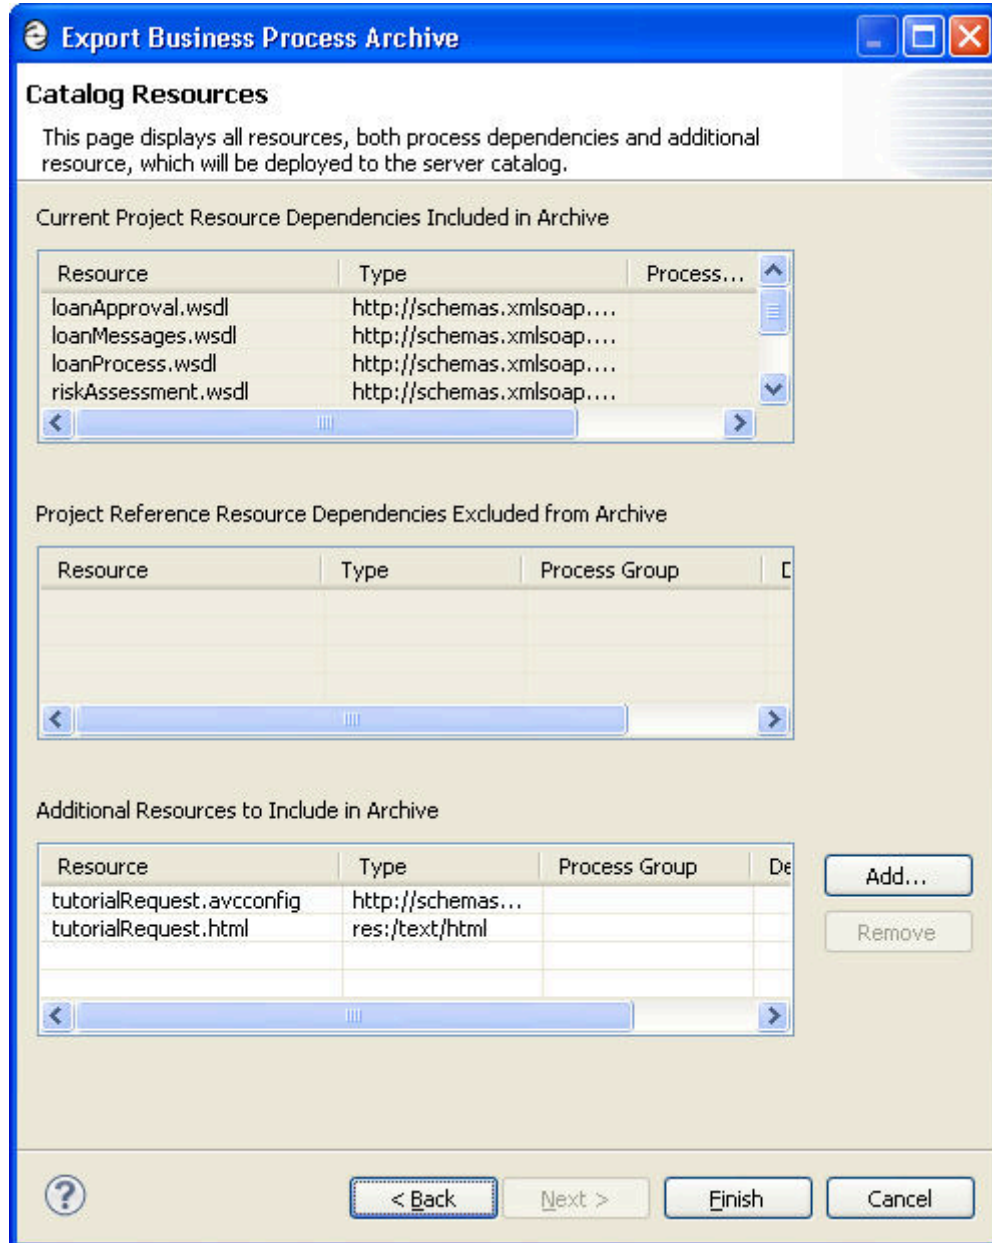 Export Business Process Archive
Catalog Resources
This page displays all resources, both process dependencies and additional
resource, which will be deployed to the server catalog.
Current Project Resource Dependencies Included in Archive
Resource Type Process...
loanApproval.wsdl http://schemas.xmlsoap....
loanMessages.wsdl http://schemas.xmlsoap....
loanProcess.wsdl http://schemas.xmlsoap....
riskAssessment.wsdl http://schemas.xmlsoap....
Project Reference Resource Dependencies Excluded from Archive
Resource Type Process Group
Additional Resources to Include in Archive
Resource Type Process Group De
Add...
tutorialRequest.avcconfig http://schemas...
tutorialRequest.html res:/text/html
Remove
? < Back Next > Finish Cancel